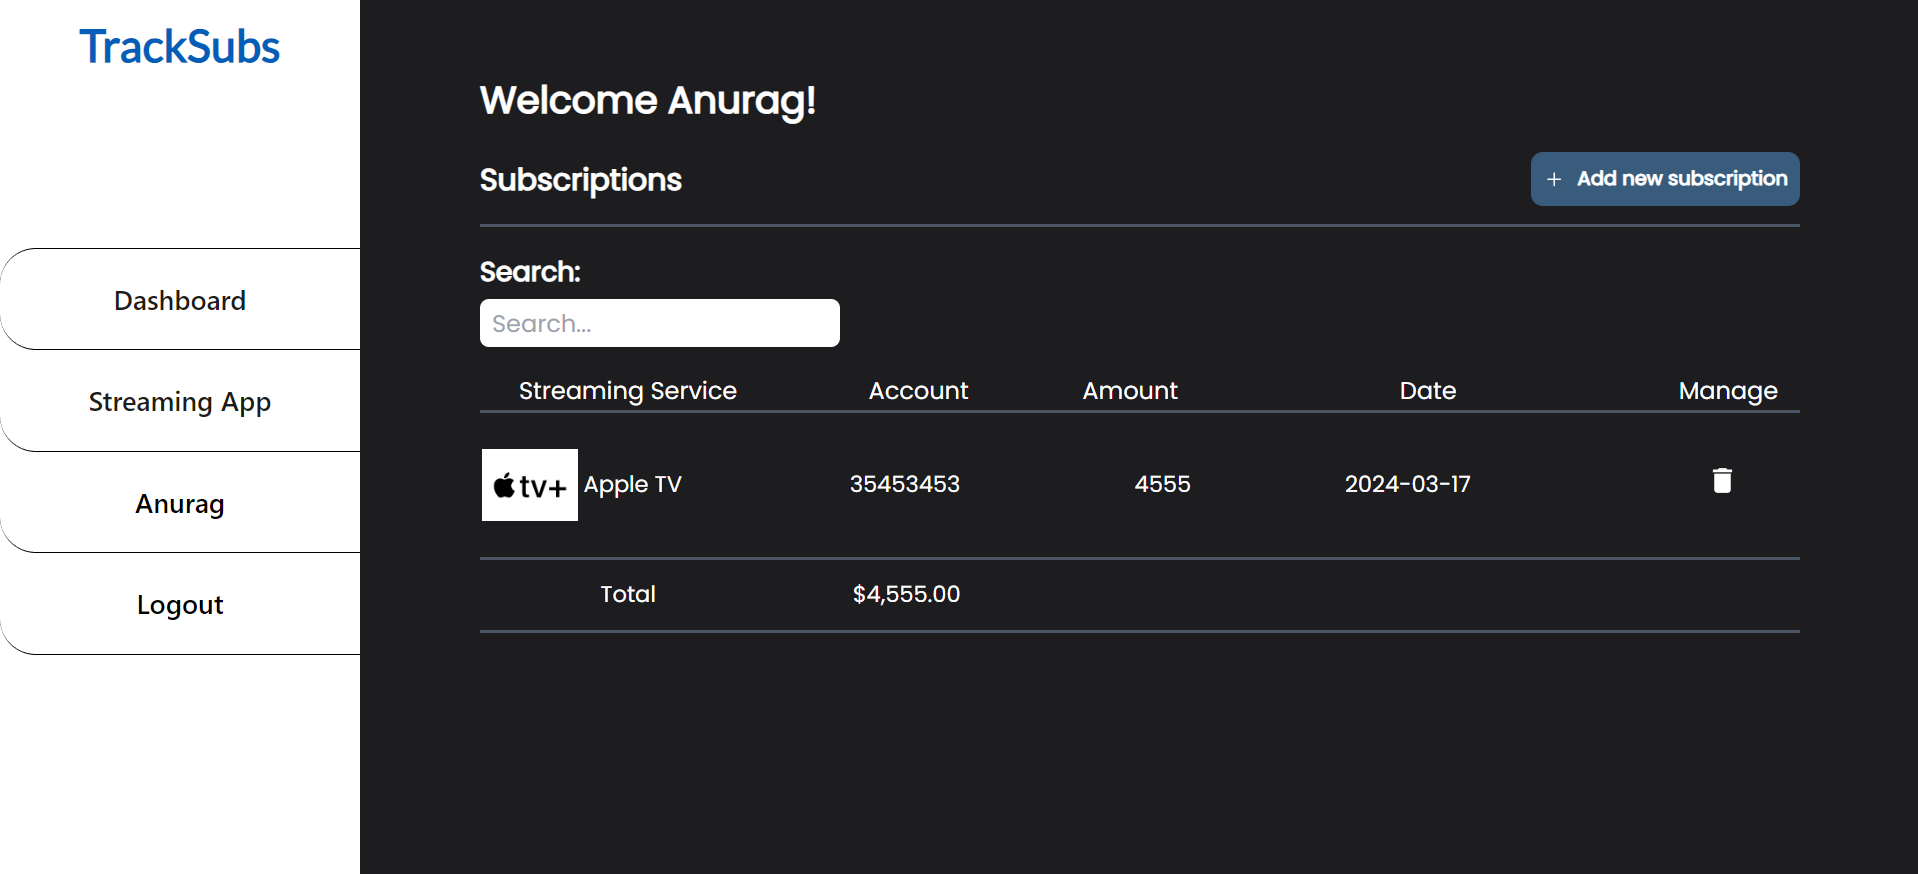 TrackSubs
Dashboard
Streaming App
Anurag
Logout
Welcome Anurag!
Subscriptions
+ Add new subscription
Search:
Search...
Streaming Service Account Amount Date Manage
tv+ Apple TV 35453453 4555 2024-03-17
Total $4,555.00